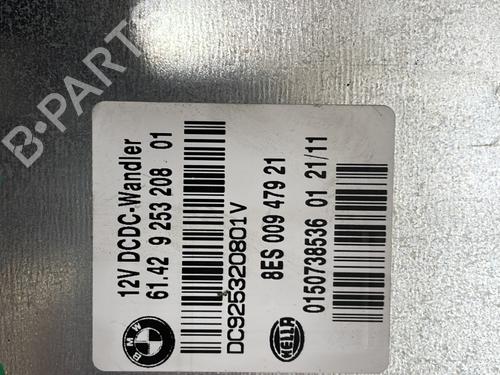 12V DCDC-Wandler
61.42 9 253 208 01
DC925320801V
8ES 009 479 21
0150738536 01 21/11
BMW
HELLA
B-PARTS